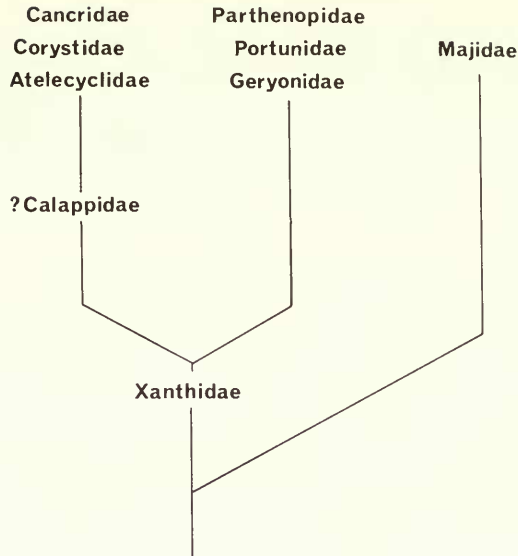 Cancridae
Corystidae
Atelecyclidae
Parthenopidae
Portunidae
Geryonidae
Majidae
?Calappidae
Xanthidae